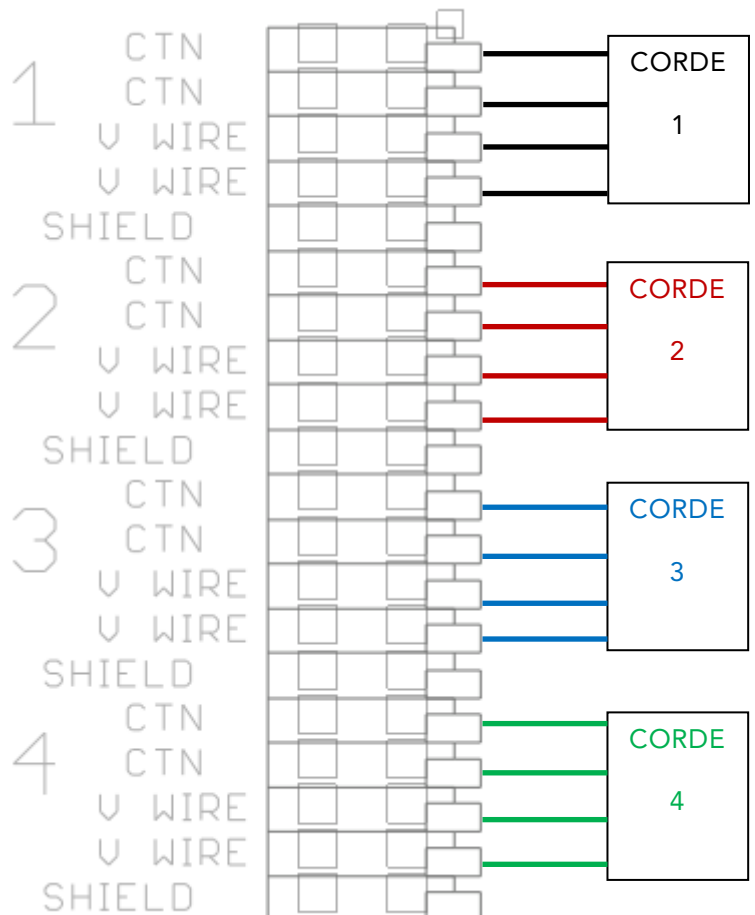 CTN
CORDE
1
CTN
1
V WIRE
V WIRE
SHIELD
CTN
CORDE
2
CTN
2
V WIRE
V WIRE
SHIELD
CTN
CORDE
3
CTN
3
V WIRE
V WIRE
SHIELD
CTN
CORDE
4
CTN
4
V WIRE
V WIRE
SHIELD